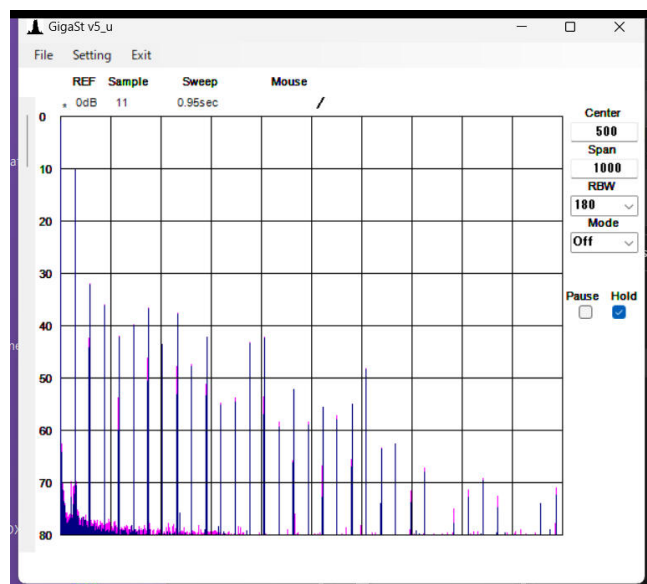 GigaSt v5_u
File Setting Exit
REF Sample Sweep Mouse
* 0dB 11 0.95sec /
Center
500
Span
1000
RBW
180
Mode
Off
Pause Hold
0
10
20
30
40
50
60
70
80